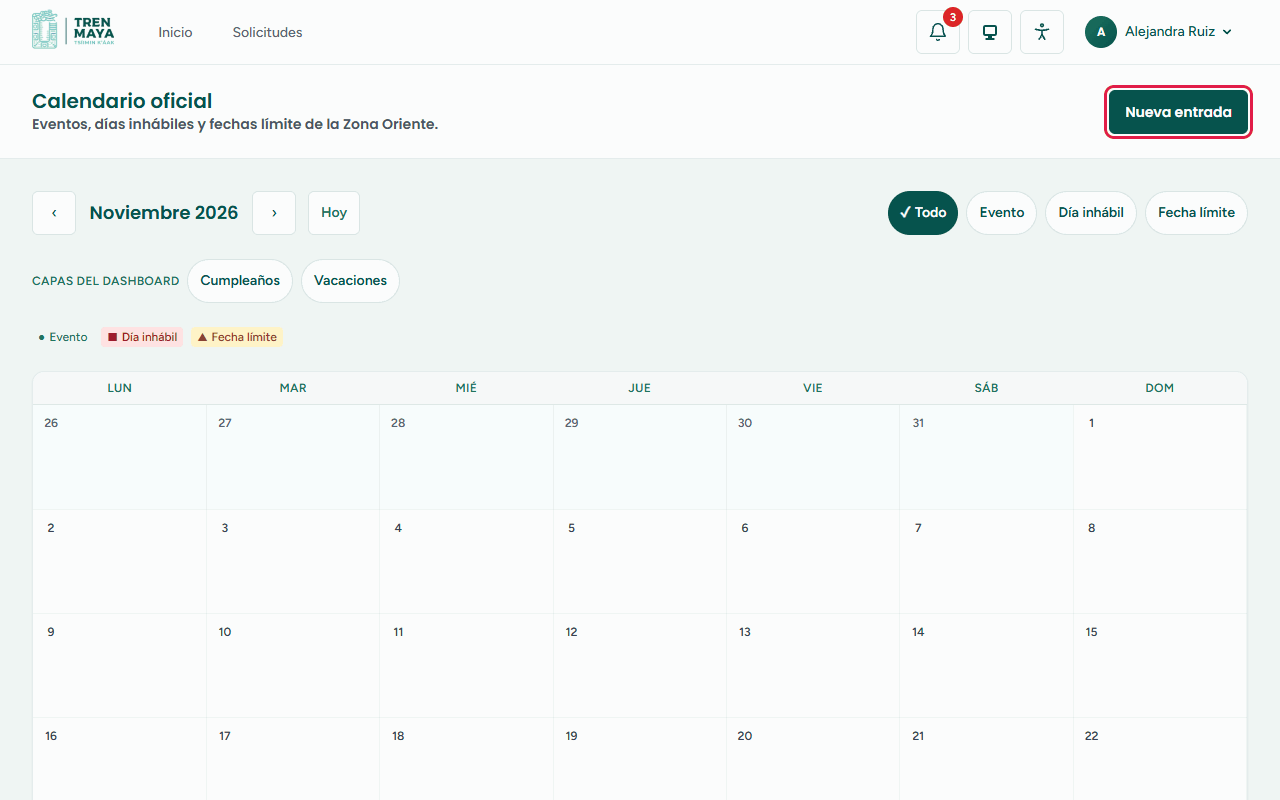 TREN
MAYA
TSÍIMIN K'ÁAK
Inicio
Solicitudes
3
A
Alejandra Ruiz
Calendario oficial
Eventos, días inhábiles y fechas límite de la Zona Oriente.
Nueva entrada
‹
Noviembre 2026
›
Hoy
✓ Todo
Evento
Día inhábil
Fecha límite
CAPAS DEL DASHBOARD
Cumpleaños
Vacaciones
● Evento
■ Día inhábil
▲ Fecha límite
LUN MAR MIÉ JUE VIE SÁB DOM
26 27 28 29 30 31 1
2 3 4 5 6 7 8
9 10 11 12 13 14 15
16 17 18 19 20 21 22